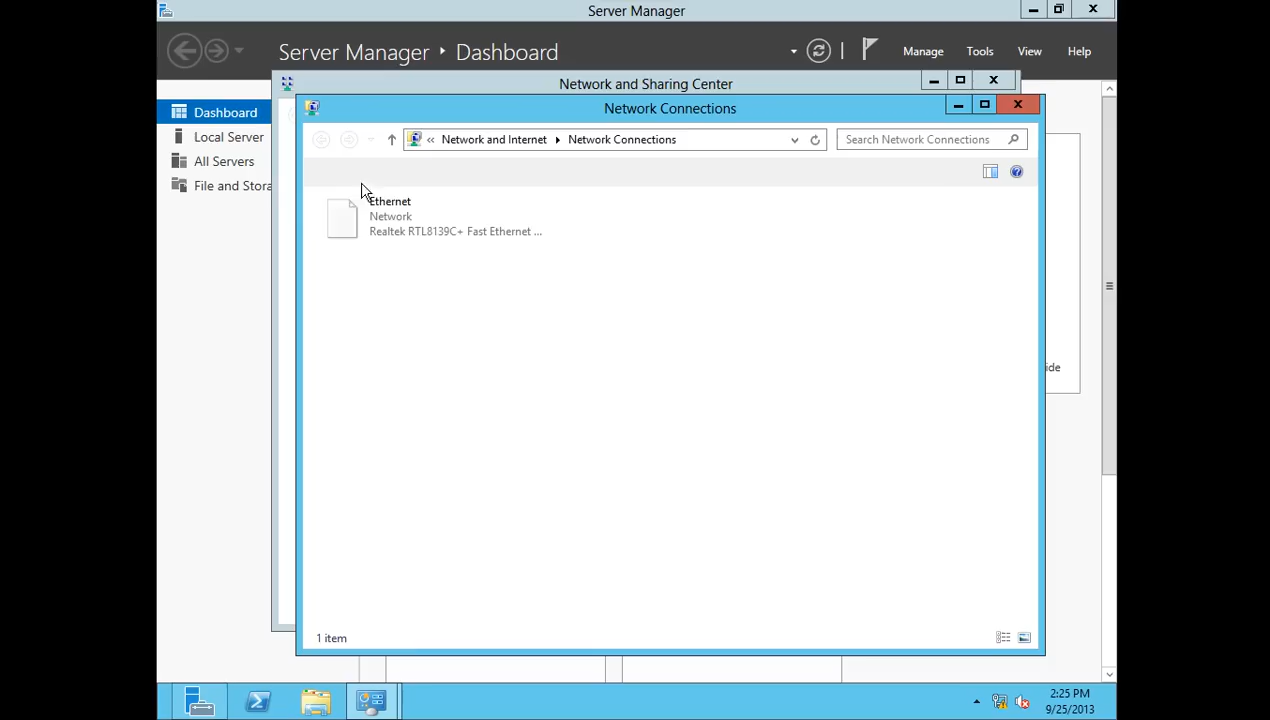 Server Manager
Server Manager Dashboard
Manage Tools View Help
Network and Sharing Center
Network Connections
Dashboard
Local Server
All Servers
File and Stora
« Network and Internet Network Connections
Search Network Connections
Ethernet
Network
Realtek RTL8139C+ Fast Ethernet ...
ide
1 item
2:25 PM
9/25/2013